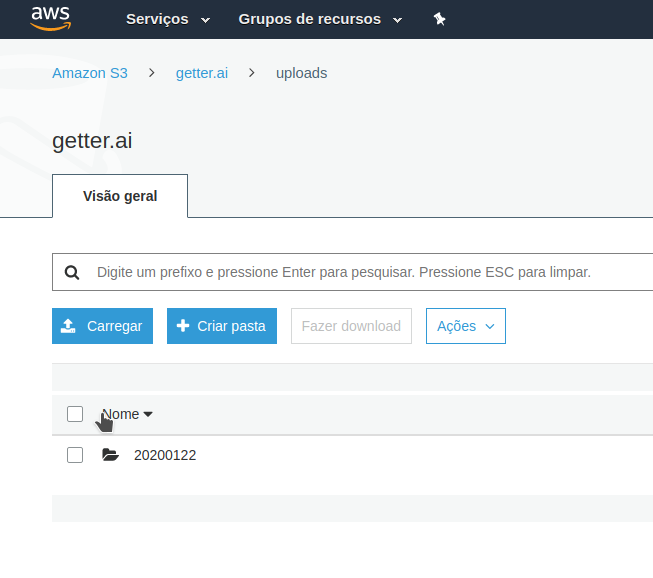 aws Serviços Grupos de recursos
Amazon S3 > getter.ai > uploads
getter.ai
Visão geral
Digite um prefixo e pressione Enter para pesquisar. Pressione ESC para limpar.
Carregar Criar pasta Fazer download Ações
Nome
20200122